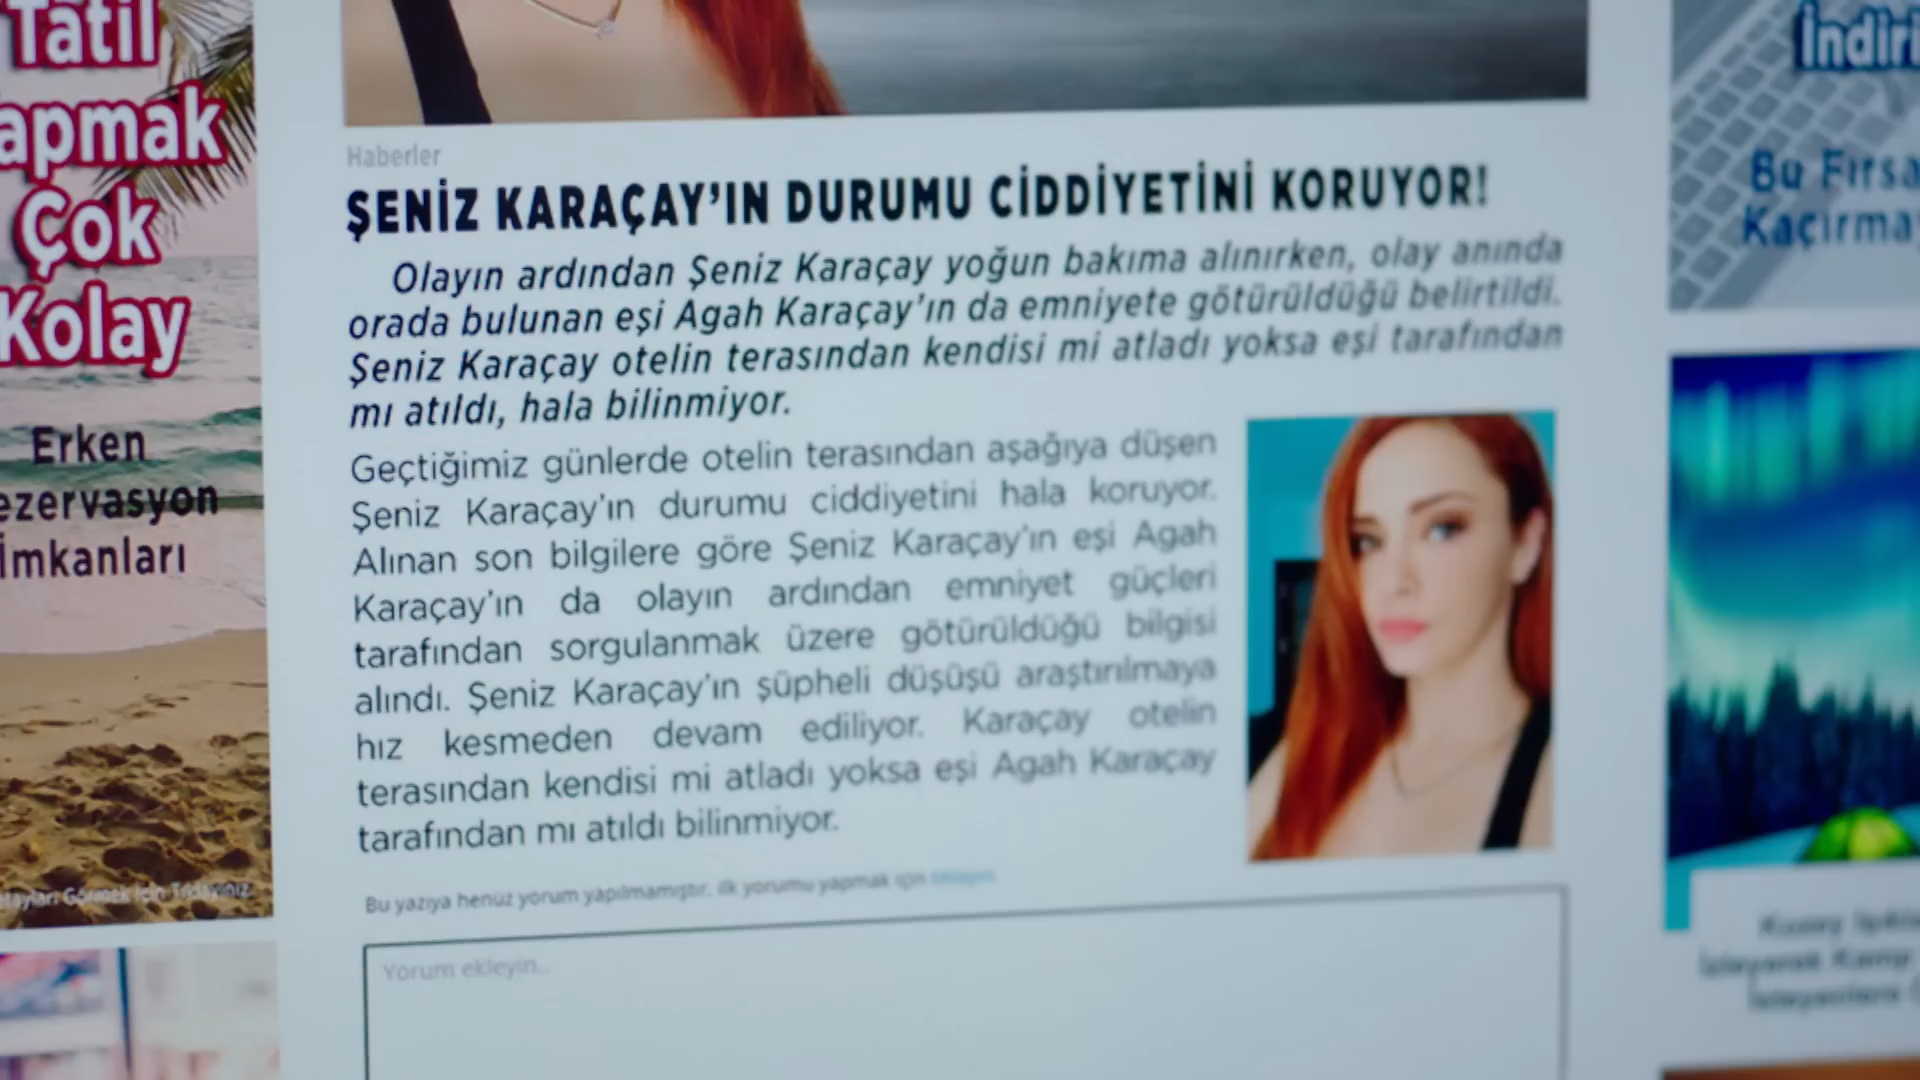 Tatil
apmak
Çok
Kolay
Erken
ezervasyon
İmkanları
Haberler
ŞENİZ KARAÇAY'IN DURUMU CİDDİYETİNİ KORUYOR!
Olayın ardından Şeniz Karaçay yoğun bakıma alınırken, olay anında
orada bulunan eşi Agah Karaçay'ın da emniyete götürüldüğü belirtildi.
Şeniz Karaçay otelin terasından kendisi mi atladı yoksa eşi tarafından
mı atıldı, hala bilinmiyor.
Geçtiğimiz günlerde otelin terasından aşağıya düşen
Şeniz Karaçay'ın durumu ciddiyetini hala koruyor.
Alınan son bilgilere göre Şeniz Karaçay'ın eşi Agah
Karaçay'ın da olayın ardından emniyet güçleri
tarafından sorgulanmak üzere götürüldüğü bilgisi
alındı. Şeniz Karaçay'ın şüpheli düşüşü araştırılmaya
hız kesmeden devam ediliyor. Karaçay otelin
terasından kendisi mi atladı yoksa eşi Agah Karaçay
tarafından mı atıldı bilinmiyor.
Bu yazıya henüz yorum yapılmamıştır, ilk yorumu yapmak için
Yorum ekleyin..
İndiri
Bu Fırsa
Kaçırmay
Görmek İçin Tıklayınız